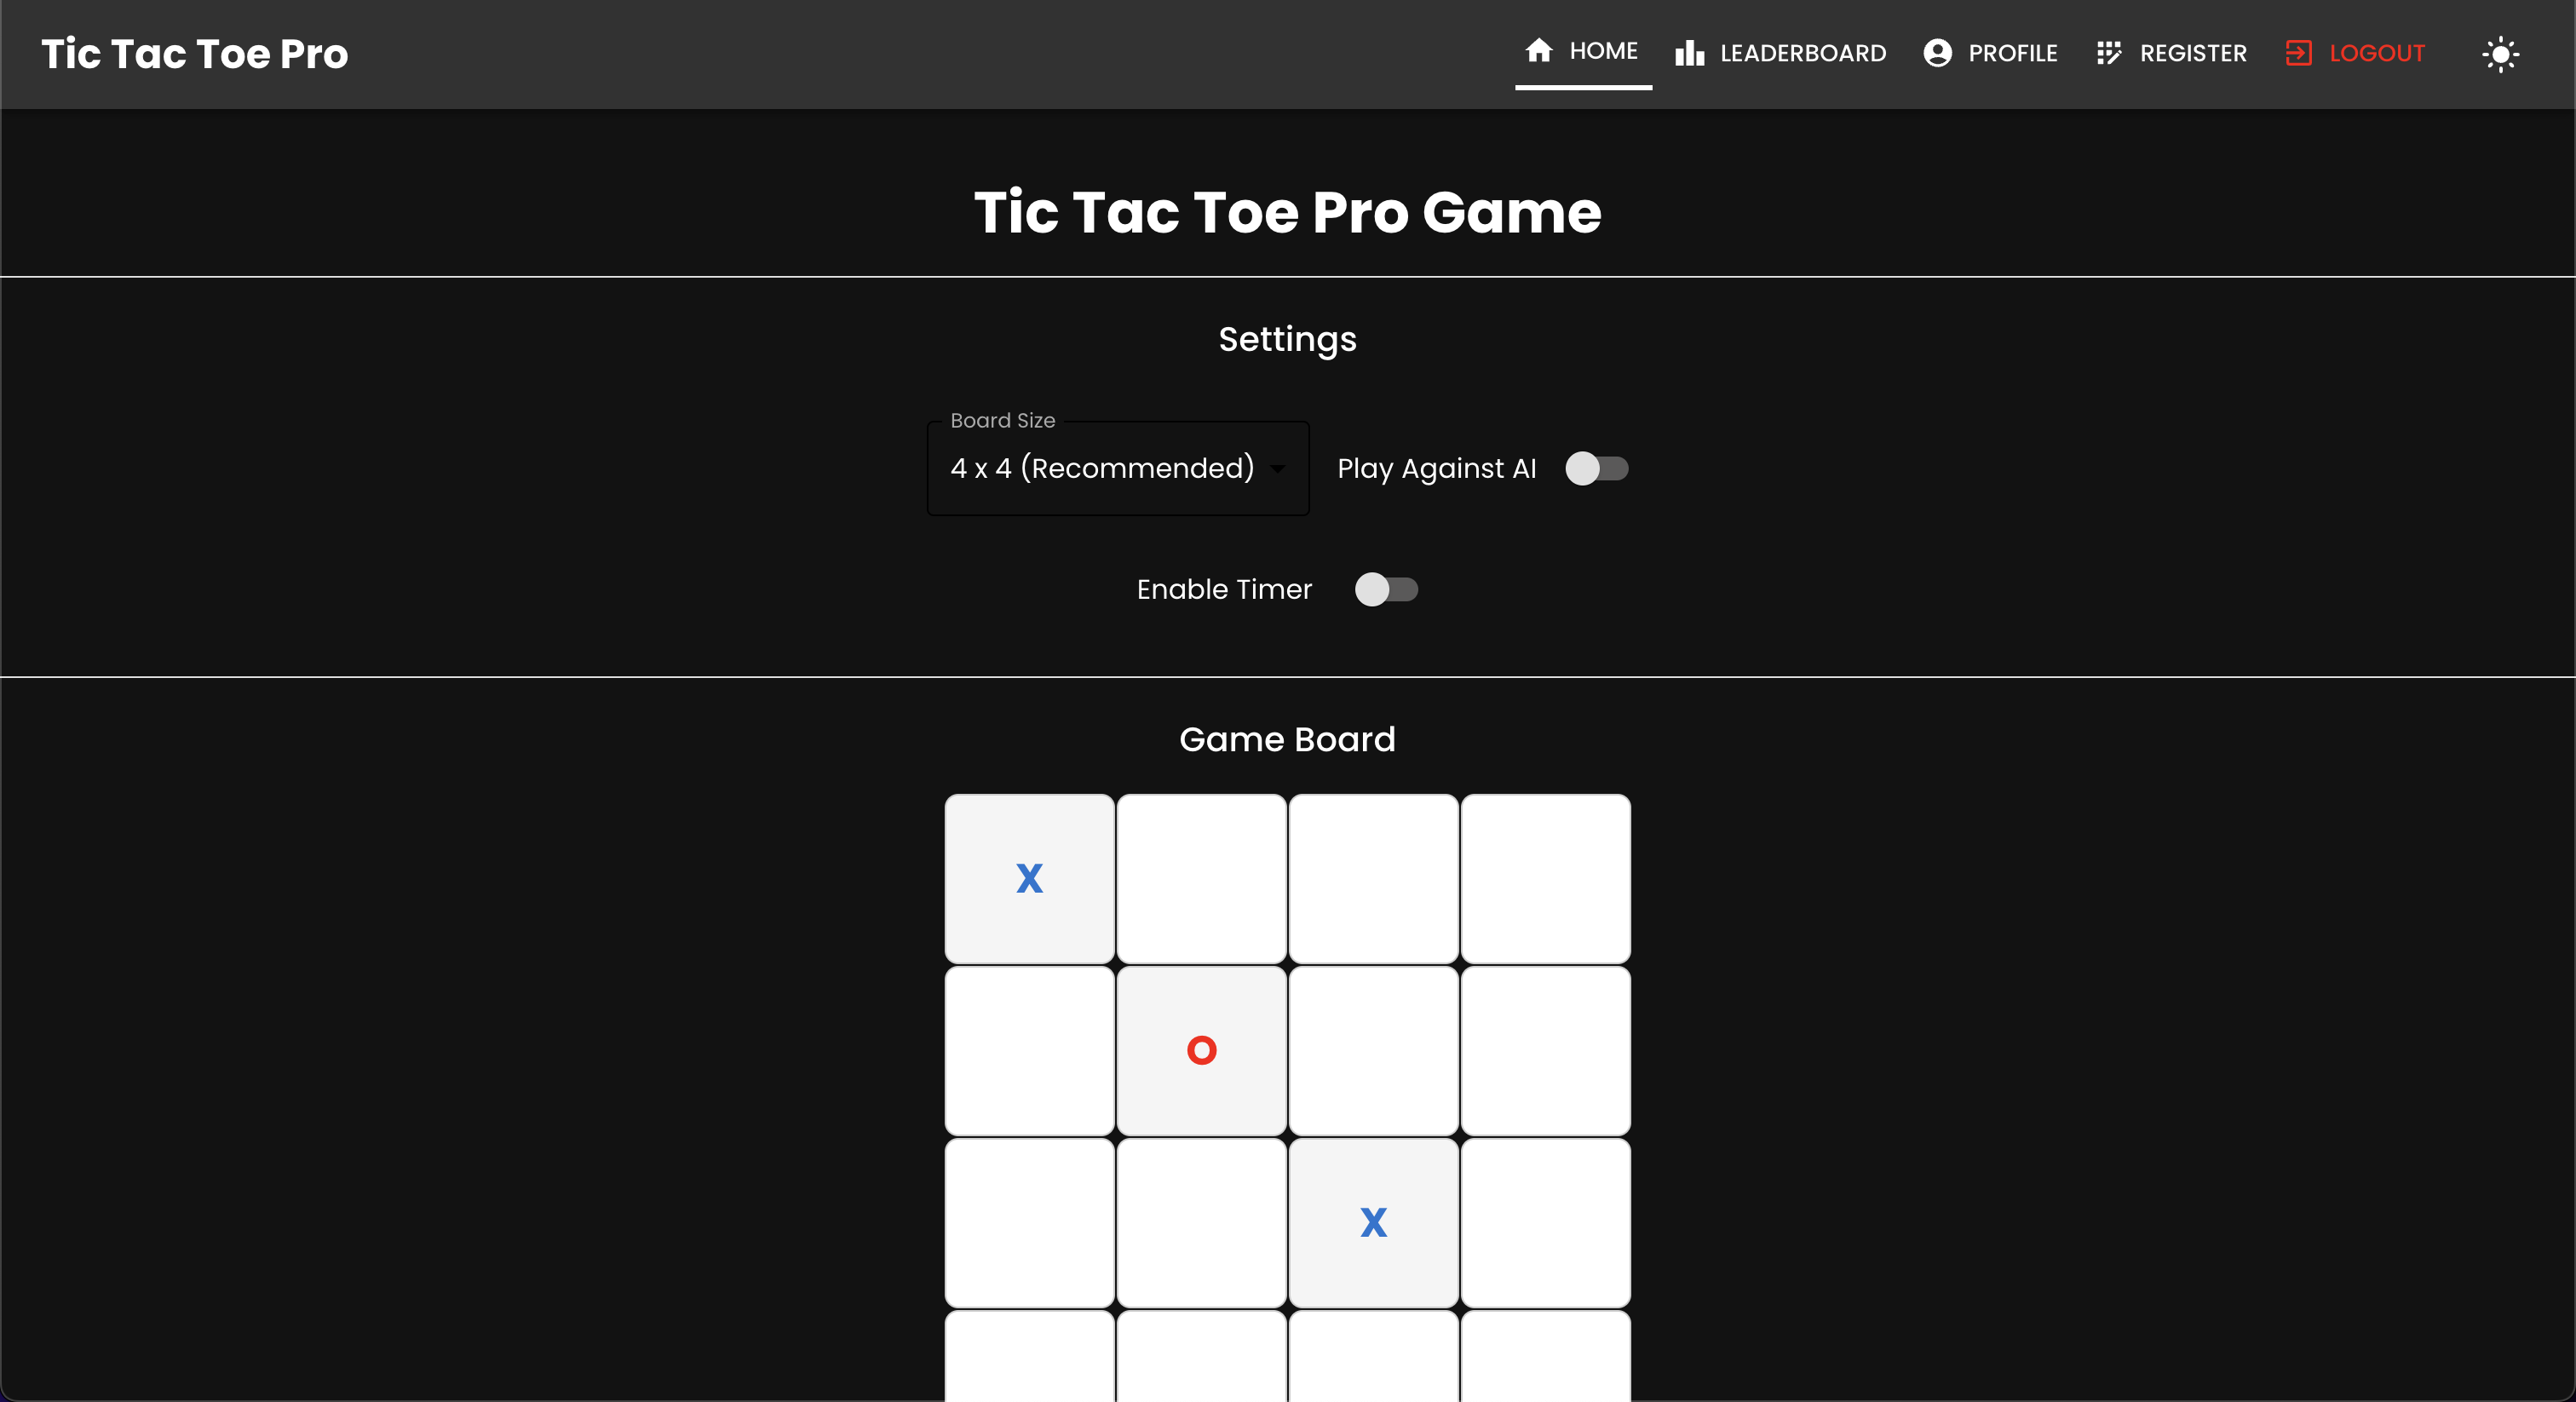 Tic Tac Toe Pro
HOME
LEADERBOARD
PROFILE
REGISTER
LOGOUT
Tic Tac Toe Pro Game
Settings
Board Size
4 x 4 (Recommended)
Play Against AI
Enable Timer
Game Board
X
O
X